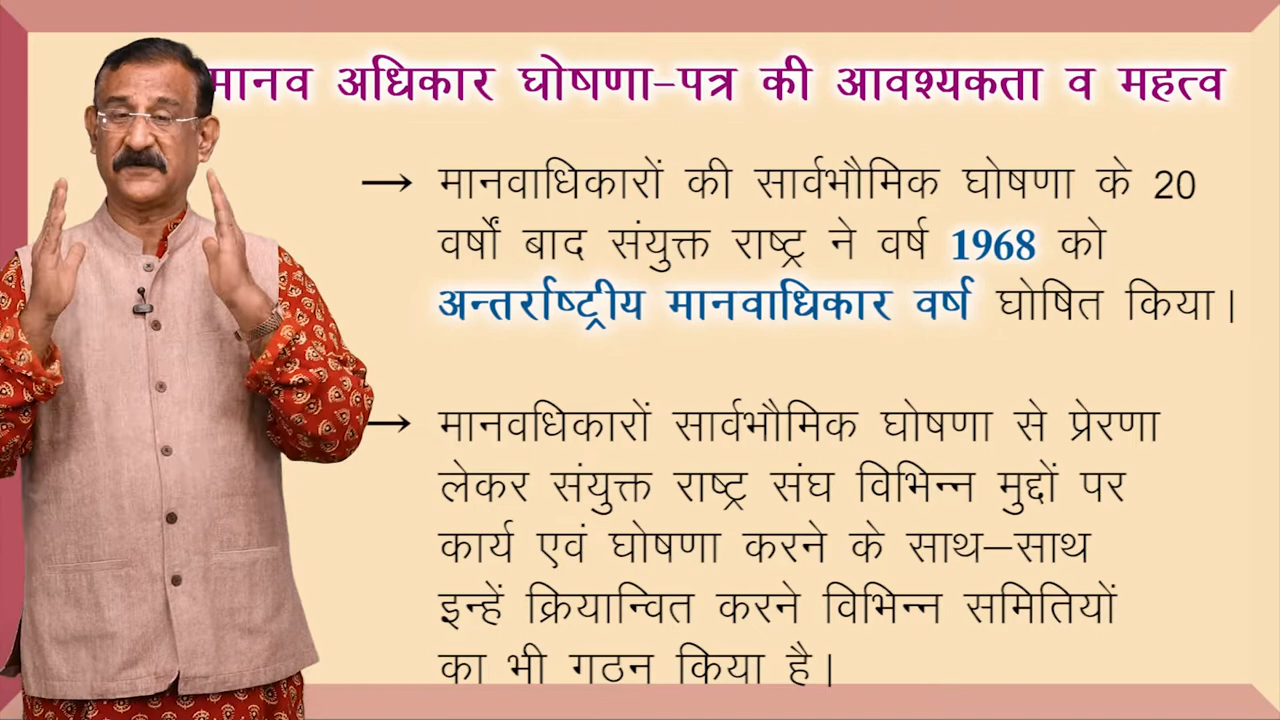 मानव अधिकार घोषणा-पत्र की आवश्यकता व महत्व
→ मानवाधिकारों की सार्वभौमिक घोषणा के 20
वर्षों बाद संयुक्त राष्ट्र ने वर्ष 1968 को
अन्तर्राष्ट्रीय मानवाधिकार वर्ष घोषित किया।
→ मानवधिकारों सार्वभौमिक घोषणा से प्रेरणा
लेकर संयुक्त राष्ट्र संघ विभिन्न मुद्दों पर
कार्य एवं घोषणा करने के साथ–साथ
इन्हें क्रियान्वित करने विभिन्न समितियों
का भी गठन किया है।